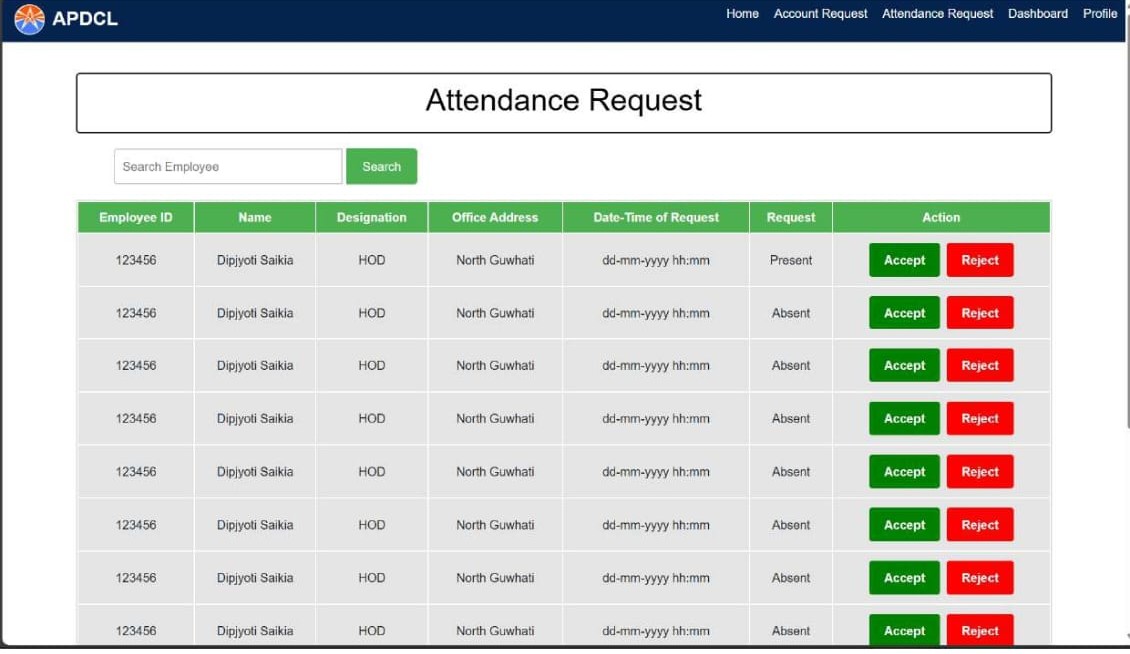 APDCL Home Account Request Attendance Request Dashboard Profile
Attendance Request
Search Employee Search
Employee ID Name Designation Office Address Date-Time of Request Request Action
123456 Dipjyoti Saikia HOD North Guwhati dd-mm-yyyy hh:mm Present Accept Reject
123456 Dipjyoti Saikia HOD North Guwhati dd-mm-yyyy hh:mm Absent Accept Reject
123456 Dipjyoti Saikia HOD North Guwhati dd-mm-yyyy hh:mm Absent Accept Reject
123456 Dipjyoti Saikia HOD North Guwhati dd-mm-yyyy hh:mm Absent Accept Reject
123456 Dipjyoti Saikia HOD North Guwhati dd-mm-yyyy hh:mm Absent Accept Reject
123456 Dipjyoti Saikia HOD North Guwhati dd-mm-yyyy hh:mm Absent Accept Reject
123456 Dipjyoti Saikia HOD North Guwhati dd-mm-yyyy hh:mm Absent Accept Reject
123456 Dipjyoti Saikia HOD North Guwhati dd-mm-yyyy hh:mm Absent Accept Reject